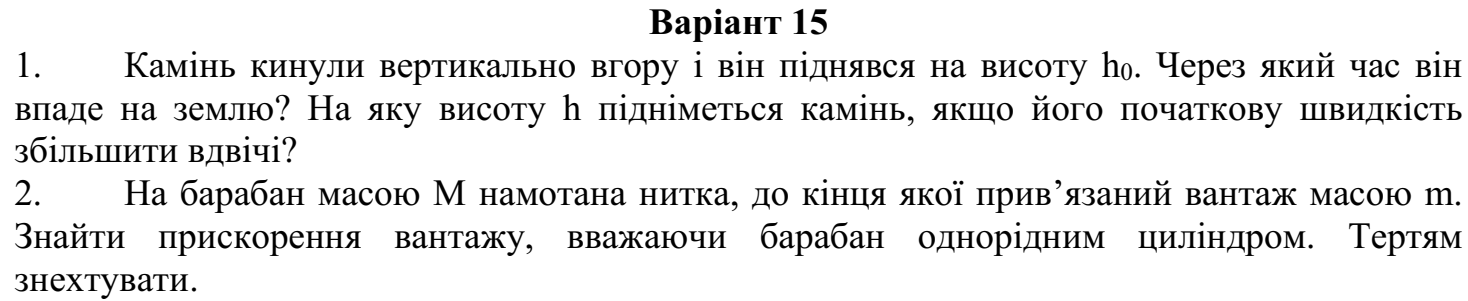 Варіант 15
1. Камінь кинули вертикально вгору і він піднявся на висоту h₀. Через який час він
впаде на землю? На яку висоту h підніметься камінь, якщо його початкову швидкість
збільшити вдвічі?
2. На барабан масою М намотана нитка, до кінця якої прив’язаний вантаж масою m.
Знайти прискорення вантажу, вважаючи барабан однорідним циліндром. Тертям
знехтувати.